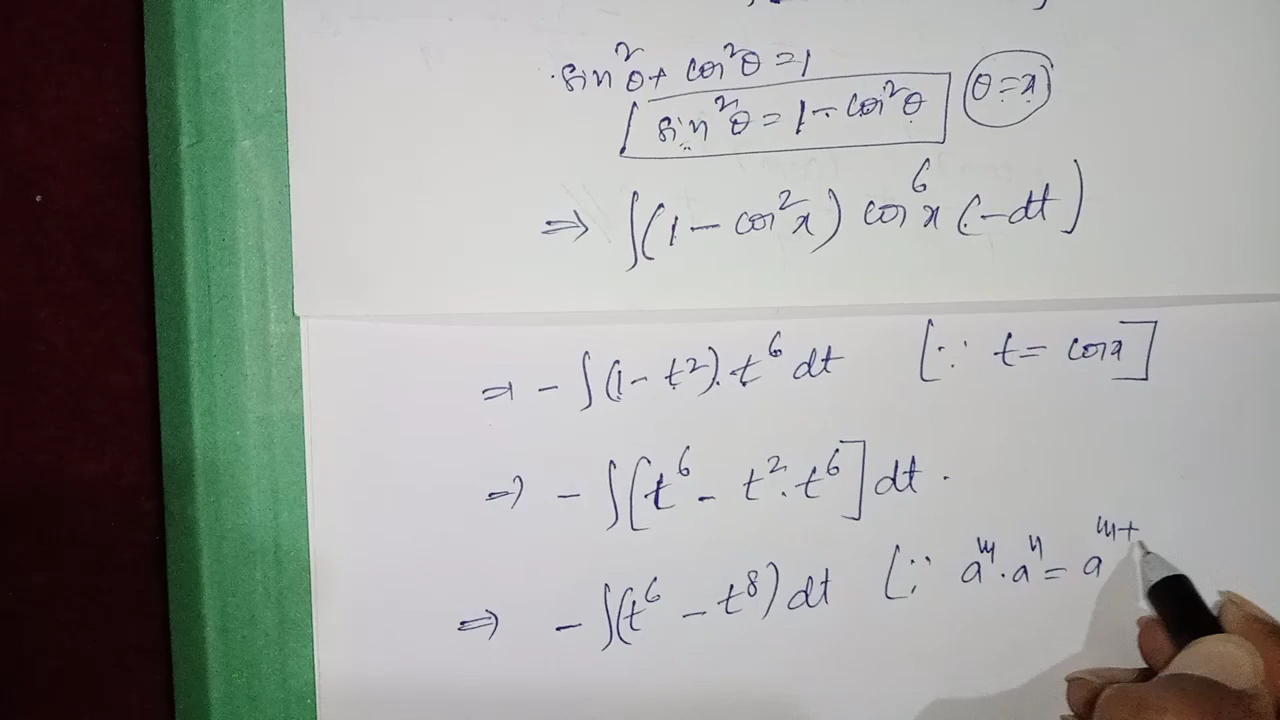 sin²θ + cos²θ = 1
sin²θ = 1 - cos²θ (θ = x)
⇒ ∫(1 - cos²x) cos⁶x (-dt)
⇒ - ∫(1 - t²). t⁶ dt [∵ t = cosx]
⇒ - ∫[t⁶ - t². t⁶] dt.
⇒ - ∫(t⁶ - t⁸) dt (∵ aᵐ. aⁿ = aᵐ⁺